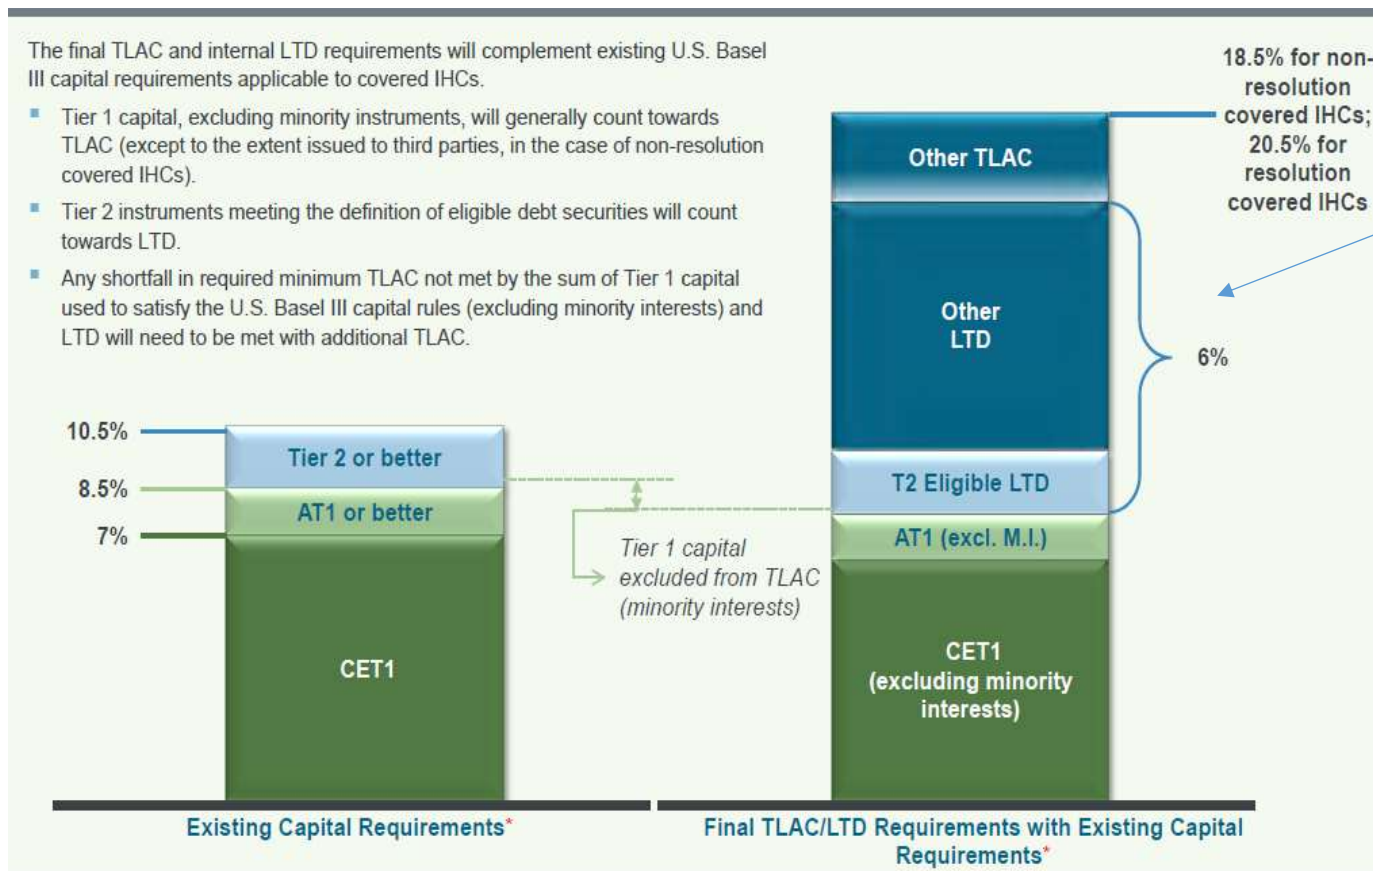 The final TLAC and internal LTD requirements will complement existing U.S. Basel
III capital requirements applicable to covered IHCs.
▪ Tier 1 capital, excluding minority instruments, will generally count towards
TLAC (except to the extent issued to third parties, in the case of non-resolution
covered IHCs).
▪ Tier 2 instruments meeting the definition of eligible debt securities will count
towards LTD.
▪ Any shortfall in required minimum TLAC not met by the sum of Tier 1 capital
used to satisfy the U.S. Basel III capital rules (excluding minority interests) and
LTD will need to be met with additional TLAC.
10.5%
8.5%
7%
Tier 2 or better
AT1 or better
CET1
Existing Capital Requirements*
Tier 1 capital
excluded from TLAC
(minority interests)
18.5% for non-
resolution
covered IHCs;
20.5% for
resolution
covered IHCs
Other TLAC
Other
LTD
6%
T2 Eligible LTD
AT1 (excl. M.I.)
CET1
(excluding minority
interests)
Final TLAC/LTD Requirements with Existing Capital
Requirements*